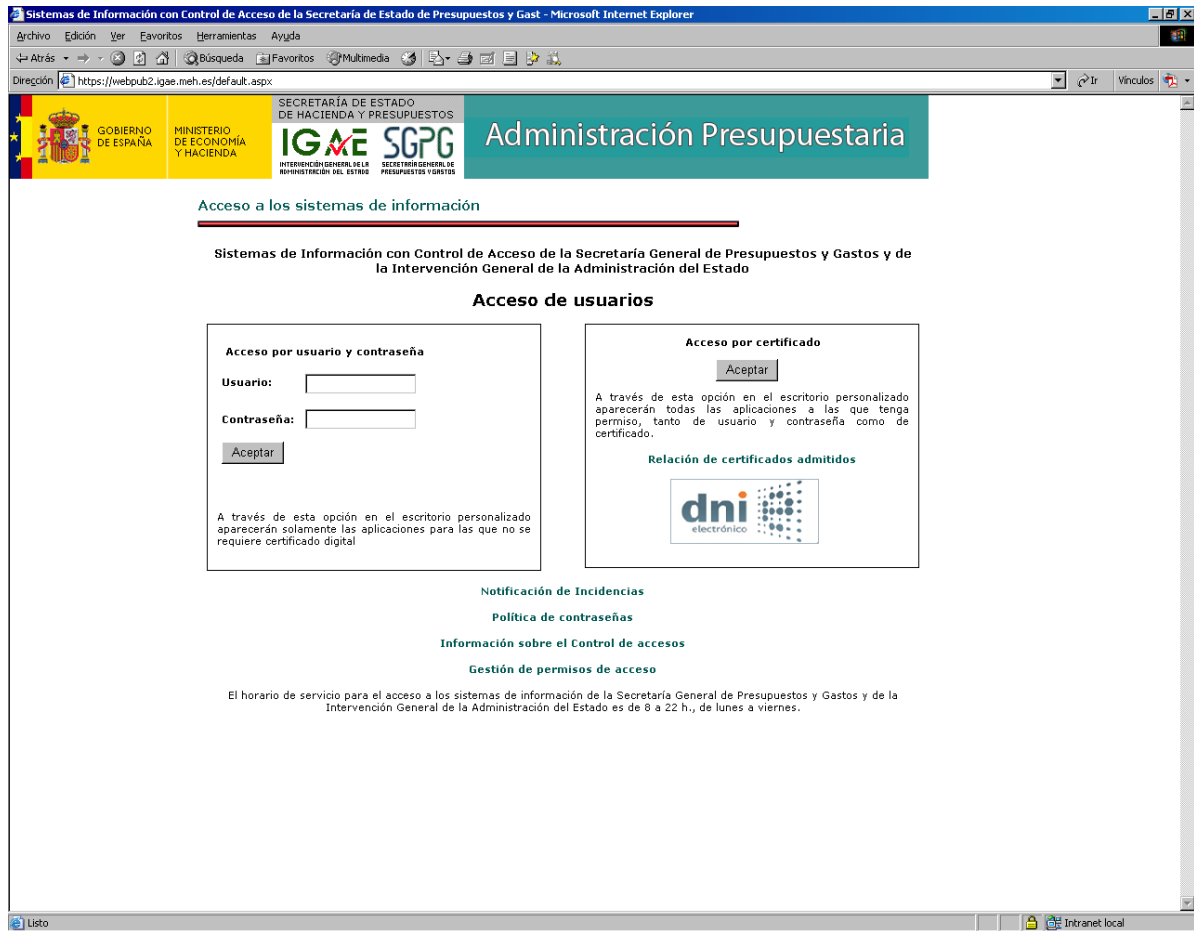 Sistemas de Información con Control de Acceso de la Secretaría de Estado de Presupuestos y Gast - Microsoft Internet Explorer
Archivo Edición Ver Favoritos Herramientas Ayuda
Atrás Búsqueda Favoritos Multimedia
Dirección https://webpub2.igae.meh.es/default.aspx Ir Vínculos
GOBIERNO
DE ESPAÑA
MINISTERIO
DE ECONOMÍA
Y HACIENDA
SECRETARÍA DE ESTADO
DE HACIENDA Y PRESUPUESTOS
IGAE
INTERVENCIÓN GENERAL DE LA
ADMINISTRACIÓN DEL ESTADO
SGPG
SECRETARÍA GENERAL DE
PRESUPUESTOS Y GASTOS
Administración Presupuestaria
Acceso a los sistemas de información
Sistemas de Información con Control de Acceso de la Secretaría General de Presupuestos y Gastos y de
la Intervención General de la Administración del Estado
Acceso de usuarios
Acceso por usuario y contraseña
Usuario:
Contraseña:
Aceptar
A través de esta opción en el escritorio personalizado
aparecerán solamente las aplicaciones para las que no se
requiere certificado digital
Acceso por certificado
Aceptar
A través de esta opción en el escritorio personalizado
aparecerán todas las aplicaciones a las que tenga
permiso, tanto de usuario y contraseña como de
certificado.
Relación de certificados admitidos
dni
electrónico
Notificación de Incidencias
Política de contraseñas
Información sobre el Control de accesos
Gestión de permisos de acceso
El horario de servicio para el acceso a los sistemas de información de la Secretaría General de Presupuestos y Gastos y de la
Intervención General de la Administración del Estado es de 8 a 22 h., de lunes a viernes.
Listo
Intranet local